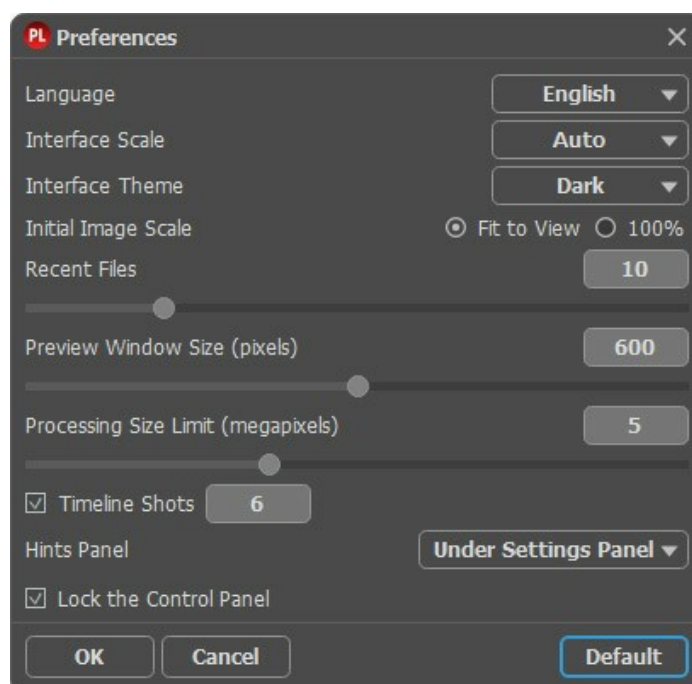 PL Preferences
Language English
Interface Scale Auto
Interface Theme Dark
Initial Image Scale Fit to View 100%
Recent Files 10
Preview Window Size (pixels) 600
Processing Size Limit (megapixels) 5
Timeline Shots 6
Hints Panel Under Settings Panel
Lock the Control Panel
OK Cancel Default